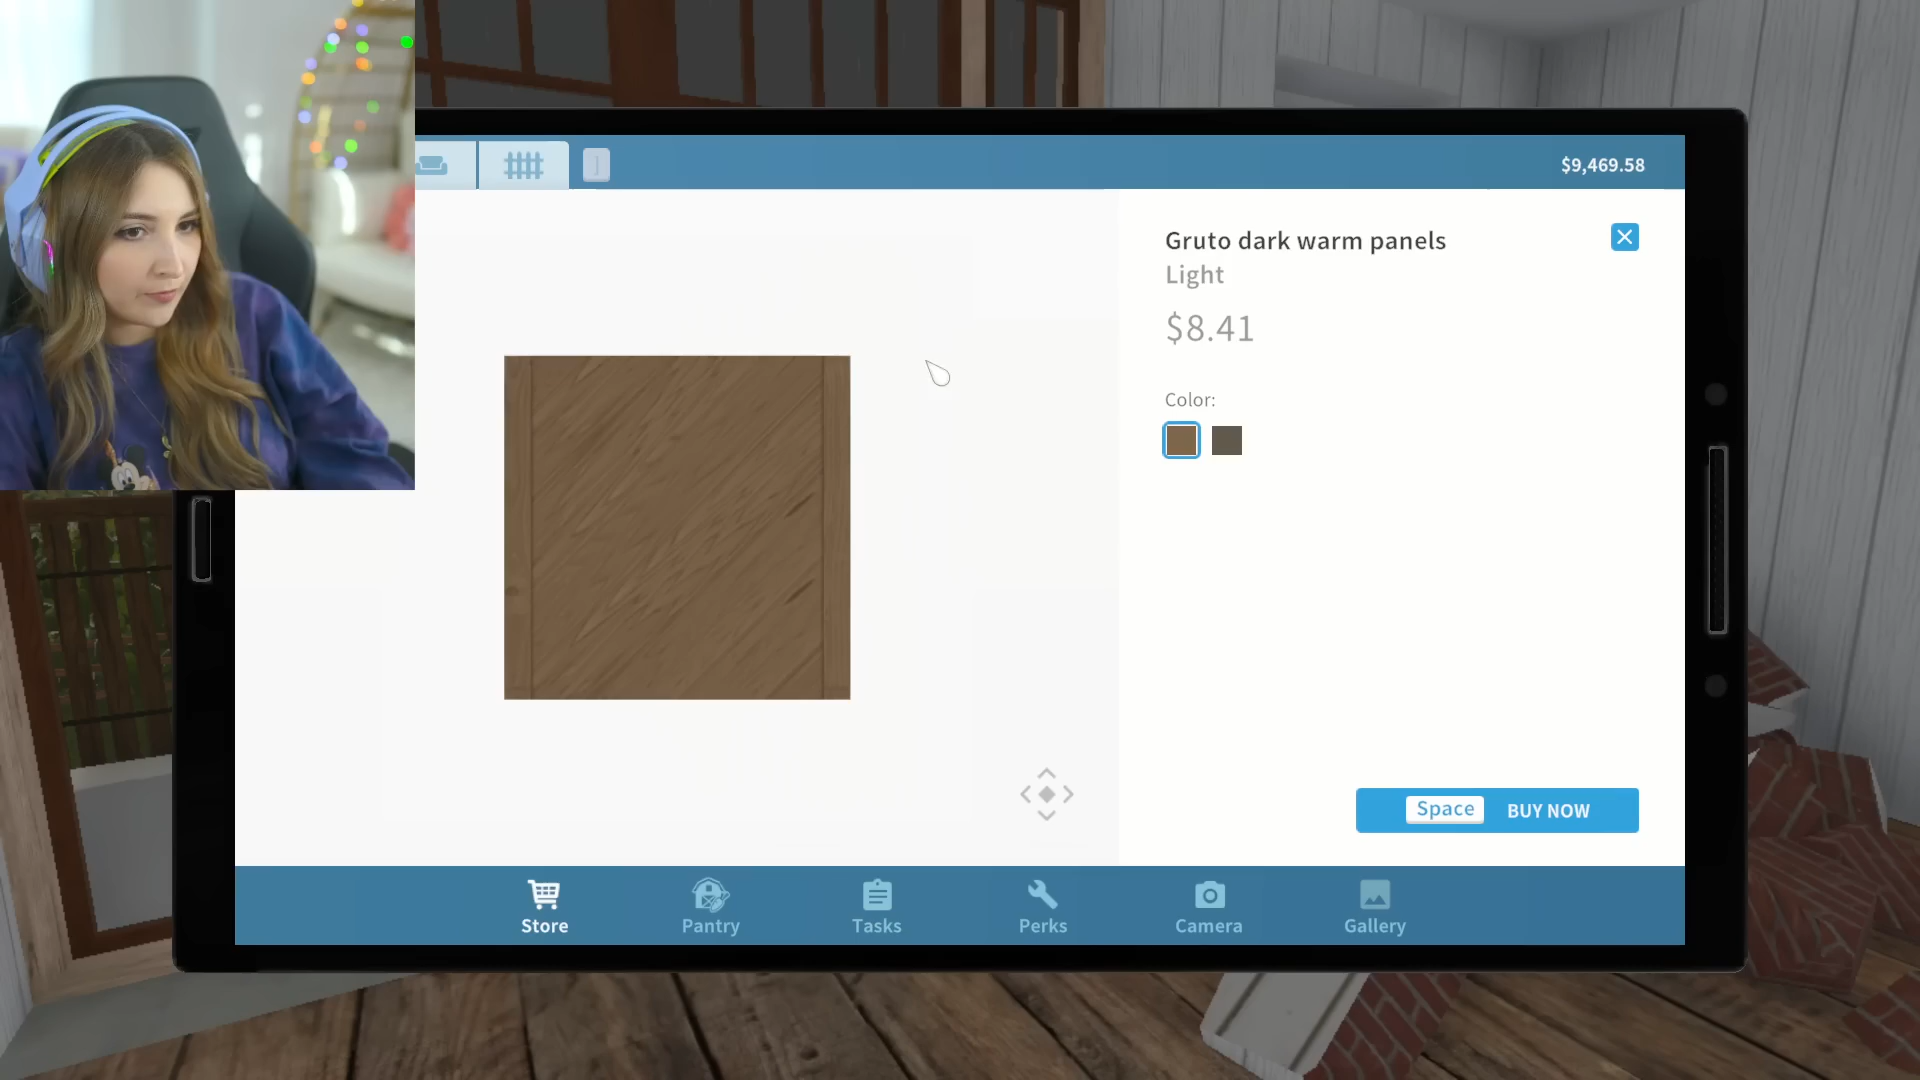 ]
$9,469.58
Gruto dark warm panels
Light
$8.41
Color:
Space BUY NOW
Store
Pantry
Tasks
Perks
Camera
Gallery